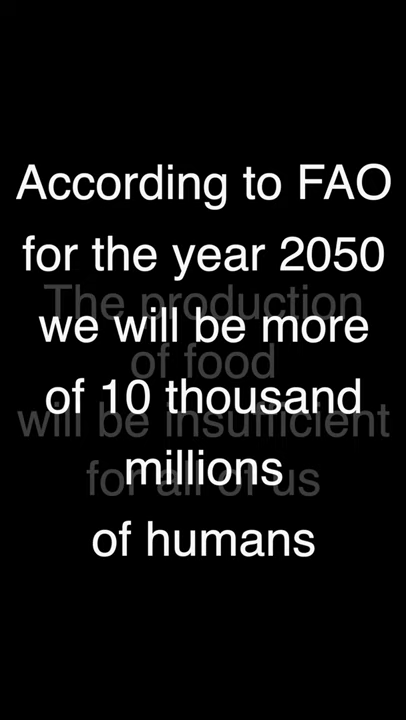 According to FAO
for the year 2050
we will be more
of 10 thousand
millions
of humans
The production
of food
will be insufficient
for all of us